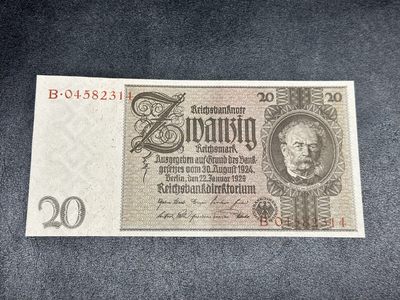 B·04582314
Reichsbanknote
20
20
Zwanzig
Reichsmark
Ausgegeben auf Grund des Bank-
gesetzes vom 30. August 1924
Berlin, den 22. Januar 1929
Reichsbankdirektorium
20
B·04582314